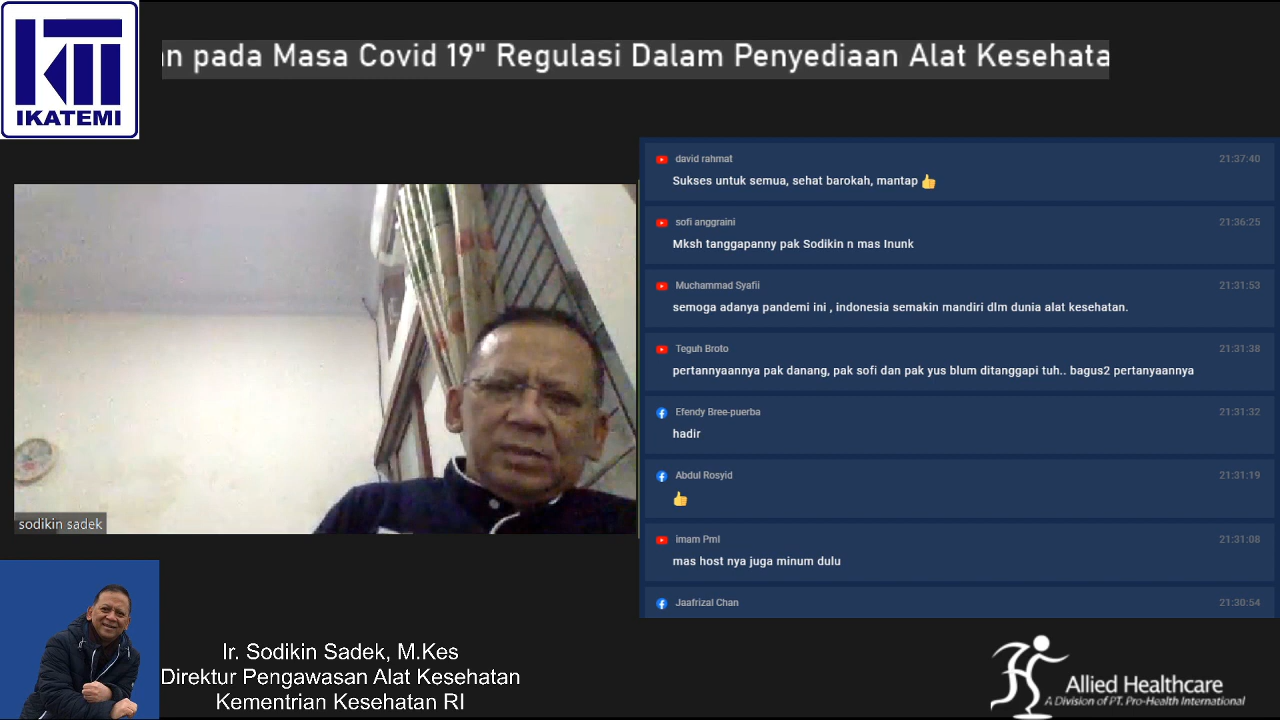 IKATEMI
n pada Masa Covid 19" Regulasi Dalam Penyediaan Alat Kesehata
david rahmat 21:37:40
Sukses untuk semua, sehat barokah, mantap 👍
sofi anggraini 21:36:25
Mksh tanggapanny pak Sodikin n mas Inunk
Muchammad Syafii 21:31:53
semoga adanya pandemi ini , indonesia semakin mandiri dlm dunia alat kesehatan.
Teguh Broto 21:31:38
pertannyaannya pak danang, pak sofi dan pak yus blum ditanggapi tuh.. bagus2 pertanyaannya
Efendy Bree-puerba 21:31:32
hadir
Abdul Rosyid 21:31:19
👍
imam Pml 21:31:08
mas host nya juga minum dulu
Jaafrizal Chan 21:30:54
sodikin sadek
Ir. Sodikin Sadek, M.Kes
Direktur Pengawasan Alat Kesehatan
Kementrian Kesehatan RI
Allied Healthcare
A Division of PT. Pro-Health International